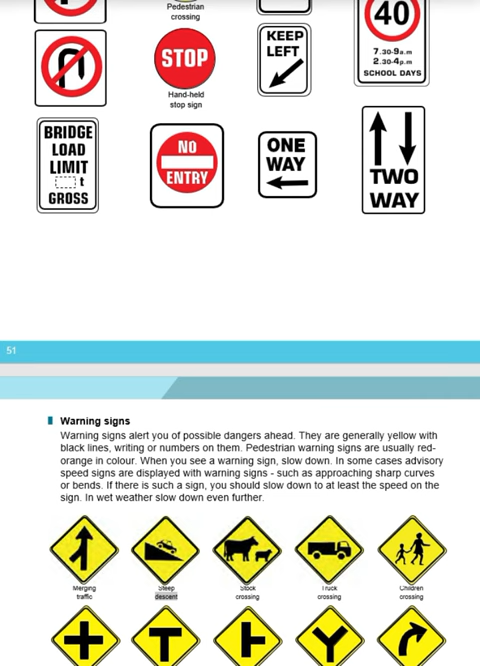 Pedestrian
crossing
40
7.30-9a.m
2.30-4p.m
SCHOOL DAYS
STOP
Hand-held
stop sign
KEEP
LEFT
BRIDGE
LOAD
LIMIT
t
GROSS
NO
ENTRY
ONE
WAY
TWO
WAY
51
Warning signs
Warning signs alert you of possible dangers ahead. They are generally yellow with
black lines, writing or numbers on them. Pedestrian warning signs are usually red-
orange in colour. When you see a warning sign, slow down. In some cases advisory
speed signs are displayed with warning signs - such as approaching sharp curves
or bends. If there is such a sign, you should slow down to at least the speed on the
sign. In wet weather slow down even further.
Merging
traffic
Steep
descent
Stock
crossing
Truck
crossing
Children
crossing